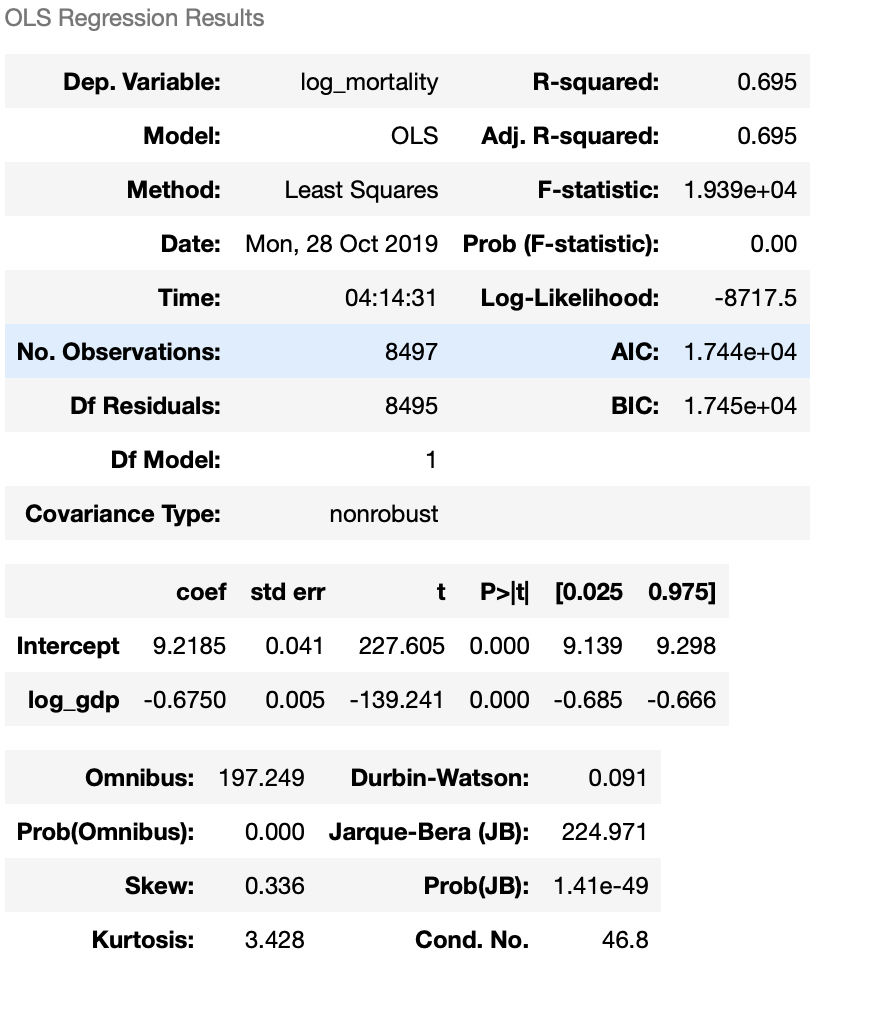 OLS Regression Results
Dep. Variable: log_mortality R-squared: 0.695
Model: OLS Adj. R-squared: 0.695
Method: Least Squares F-statistic: 1.939e+04
Date: Mon, 28 Oct 2019 Prob (F-statistic): 0.00
Time: 04:14:31 Log-Likelihood: -8717.5
No. Observations: 8497 AIC: 1.744e+04
Df Residuals: 8495 BIC: 1.745e+04
Df Model: 1
Covariance Type: nonrobust
coef std err t P>|t| [0.025 0.975]
Intercept 9.2185 0.041 227.605 0.000 9.139 9.298
log_gdp -0.6750 0.005 -139.241 0.000 -0.685 -0.666
Omnibus: 197.249 Durbin-Watson: 0.091
Prob(Omnibus): 0.000 Jarque-Bera (JB): 224.971
Skew: 0.336 Prob(JB): 1.41e-49
Kurtosis: 3.428 Cond. No. 46.8